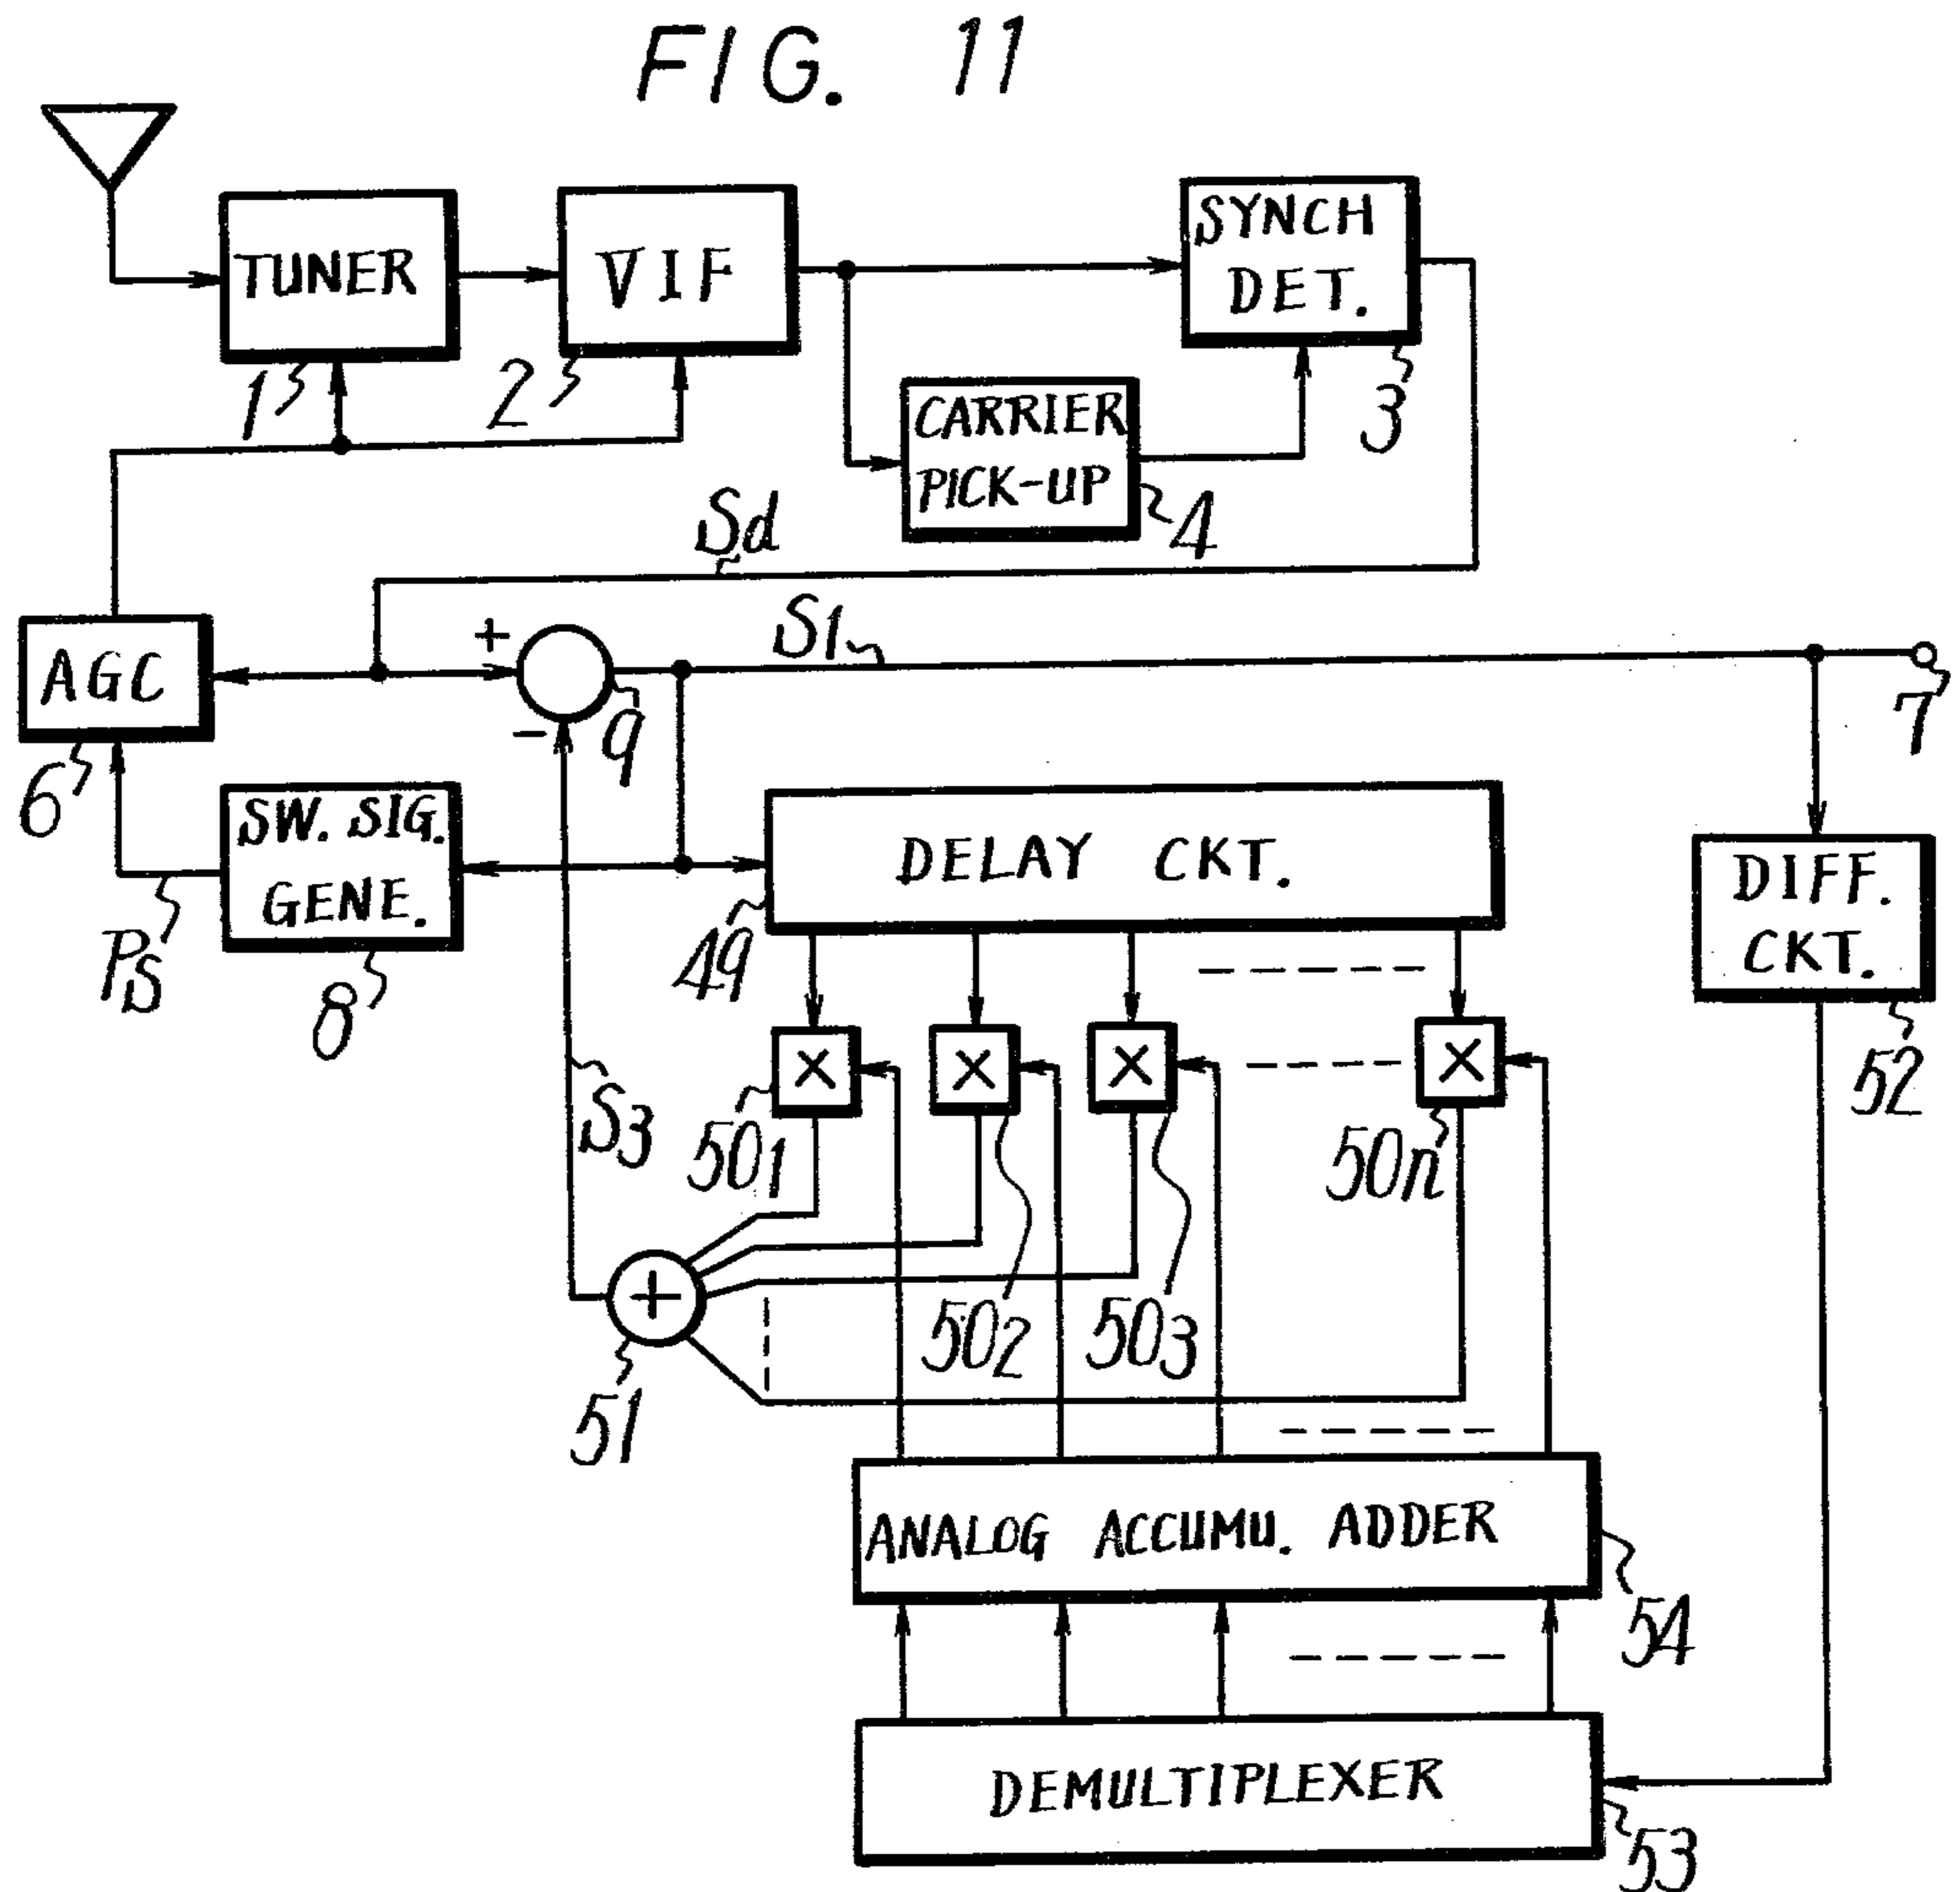 FIG. 11
TUNER
VIF
SYNCH
DET.
1
2
3
CARRIER
PICK-UP
4
Sd
S1
AGC
+
-
9
7
6
SW. SIG.
GENE.
DELAY CKT.
DIFF.
CKT.
Ps
8
49
×
×
×
×
52
S3
501
50n
+
502
503
51
ANALOG ACCUMU. ADDER
54
DEMULTIPLEXER
53